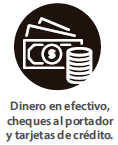 $
Dinero en efectivo,
cheques al portador
y tarjetas de crédito.